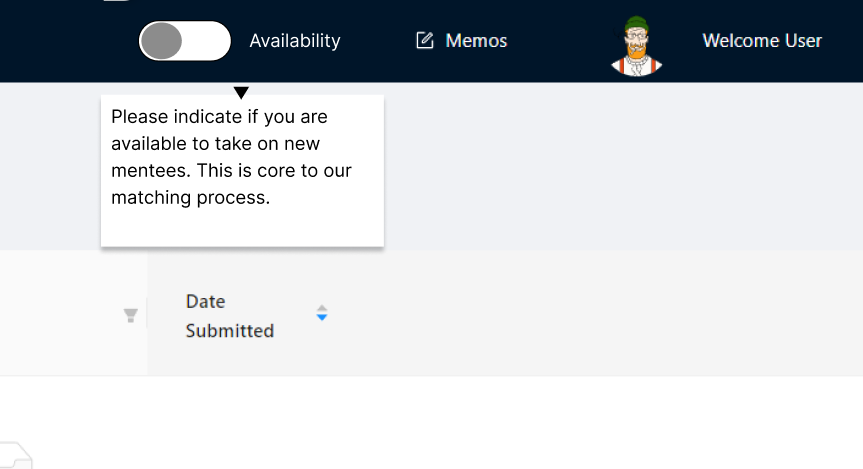 Availability
Memos
Welcome User
Please indicate if you are
available to take on new
mentees. This is core to our
matching process.
Date
Submitted